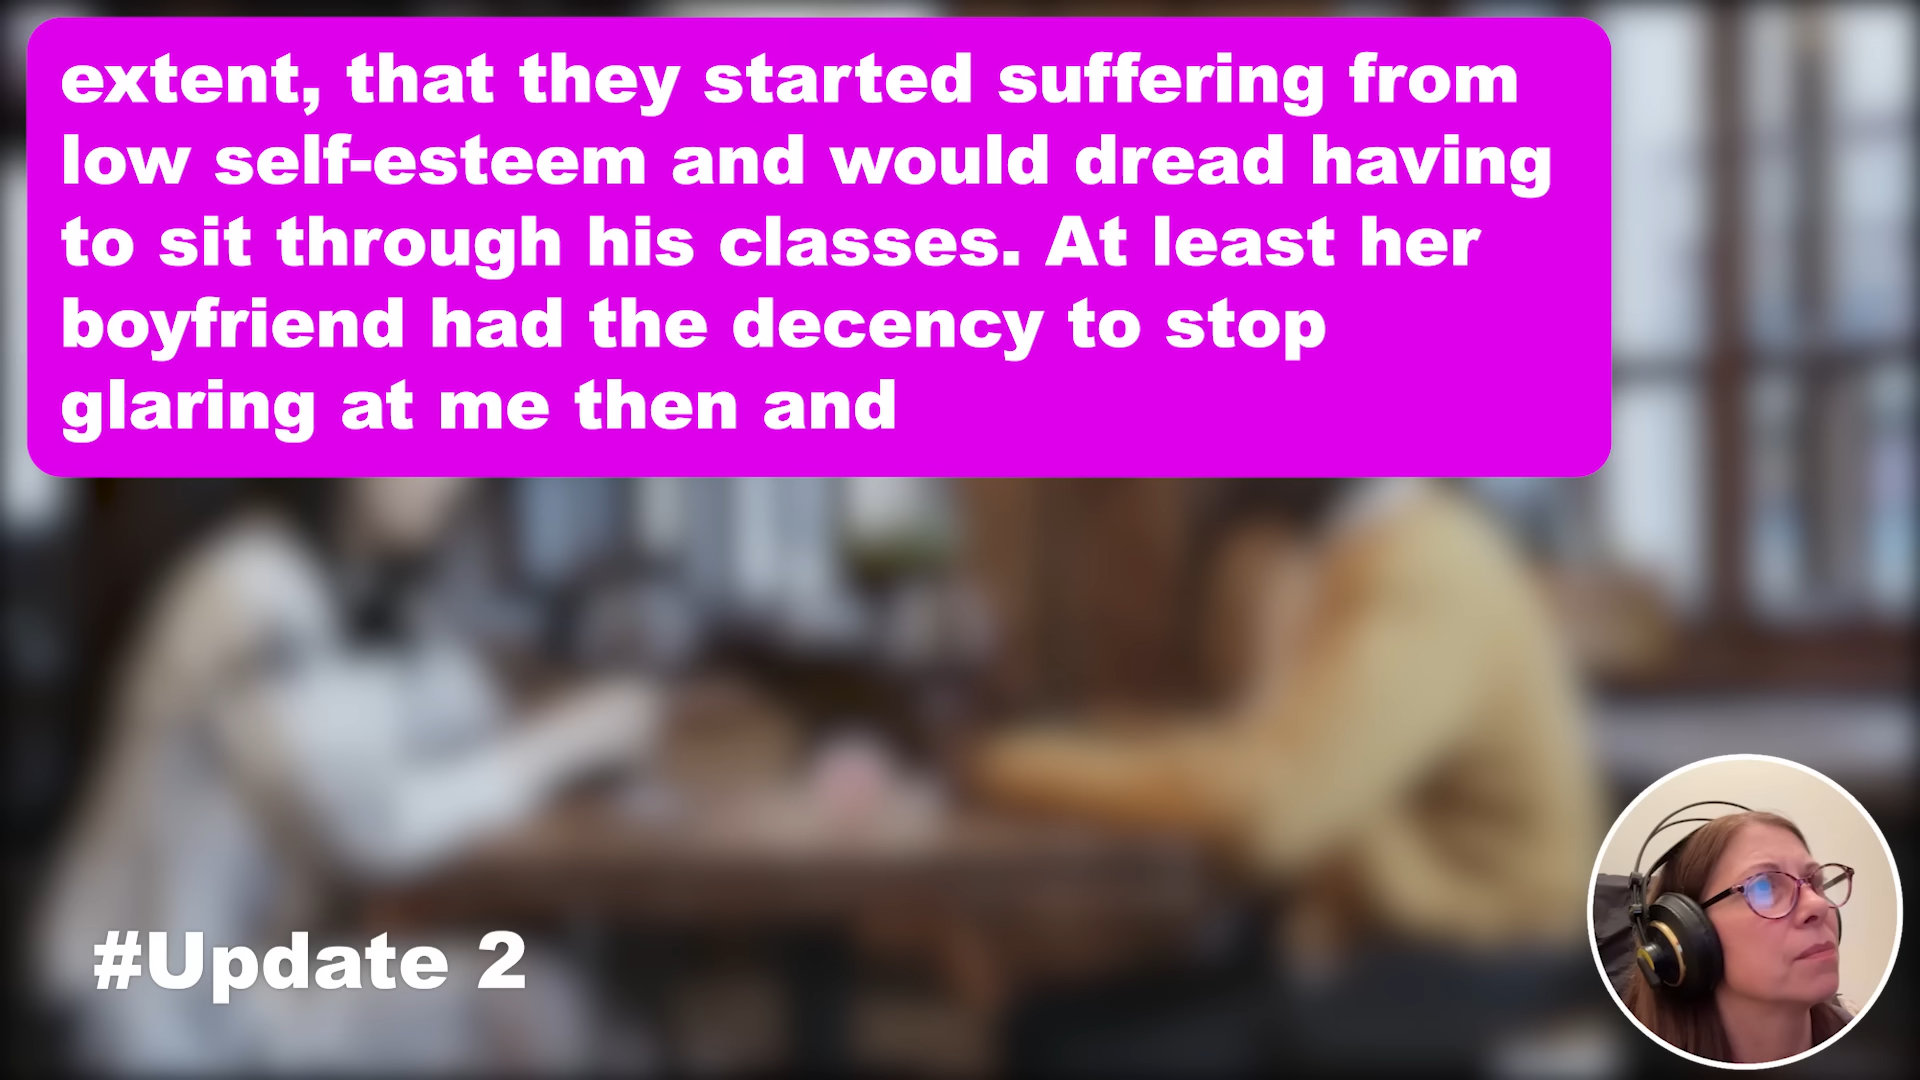 extent, that they started suffering from
low self-esteem and would dread having
to sit through his classes. At least her
boyfriend had the decency to stop
glaring at me then and
#Update 2